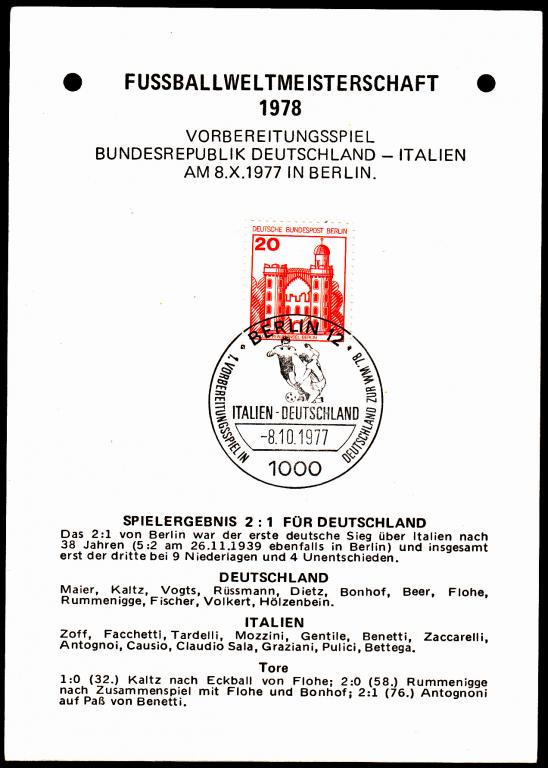 FUSSBALLWELTMEISTERSCHAFT
1978
VORBEREITUNGSSPIEL
BUNDESREPUBLIK DEUTSCHLAND – ITALIEN
AM 8.X.1977 IN BERLIN.
DEUTSCHE BUNDESPOST BERLIN
20
BERLIN 12
1. VORBEREITUNGSSPIEL IN
DEUTSCHLAND ZUR WM '78
ITALIEN-DEUTSCHLAND
-8.10.1977
1000
SPIELERGEBNIS 2 : 1 FÜR DEUTSCHLAND
Das 2:1 von Berlin war der erste deutsche Sieg über Italien nach
38 Jahren (5:2 am 26.11.1939 ebenfalls in Berlin) und insgesamt
erst der dritte bei 9 Niederlagen und 4 Unentschieden.
DEUTSCHLAND
Maier, Kaltz, Vogts, Rüssmann, Dietz, Bonhof, Beer, Flohe,
Rummenigge, Fischer, Volkert, Hölzenbein.
ITALIEN
Zoff, Facchetti, Tardelli, Mozzini, Gentile, Benetti, Zaccarelli,
Antognoi, Causio, Claudio Sala, Graziani, Pulici, Bettega.
Tore
1:0 (32.) Kaltz nach Eckball von Flohe; 2:0 (58.) Rummenigge
nach Zusammenspiel mit Flohe und Bonhof; 2:1 (76.) Antognoni
auf Paß von Benetti.